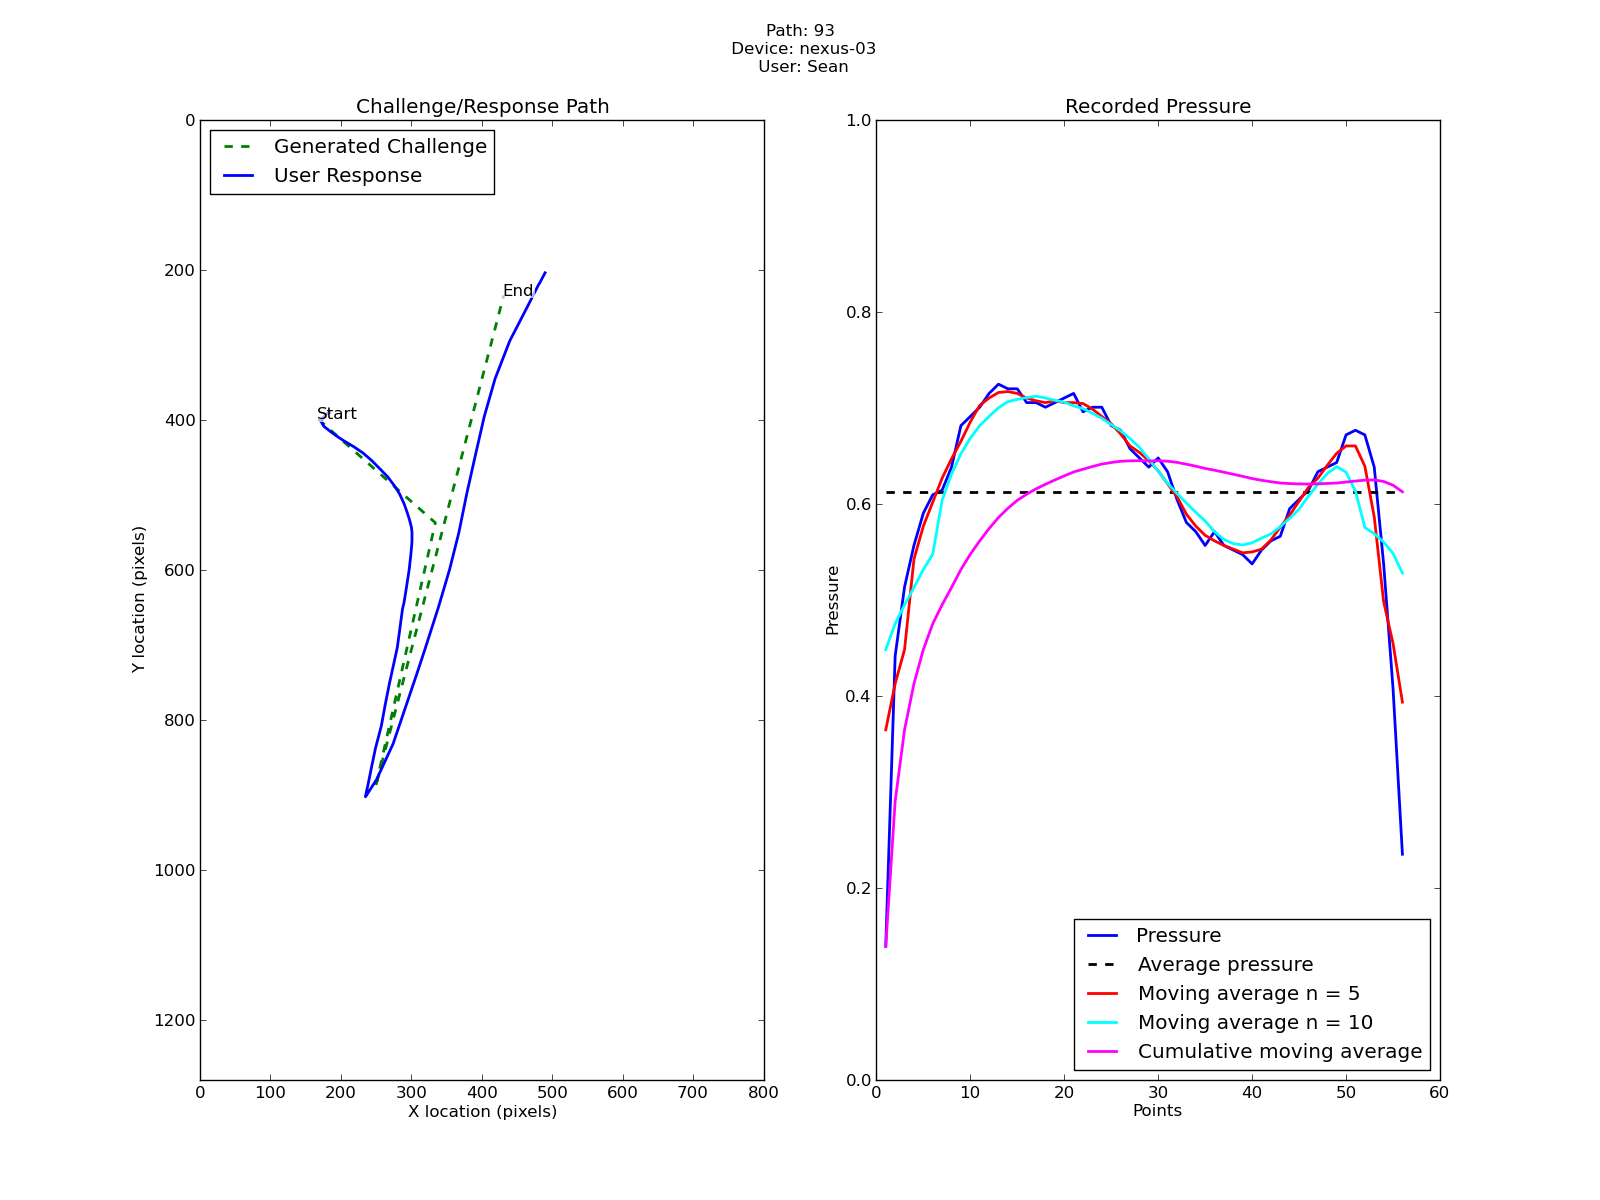 Path: 93
Device: nexus-03
User: Sean
Challenge/Response Path
Generated Challenge
User Response
Start
End
0
200
400
600
800
1000
1200
Y location (pixels)
0 100 200 300 400 500 600 700 800
X location (pixels)
Recorded Pressure
1.0
0.8
0.6
0.4
0.2
0.0
Pressure
Pressure
Average pressure
Moving average n = 5
Moving average n = 10
Cumulative moving average
0 10 20 30 40 50 60
Points